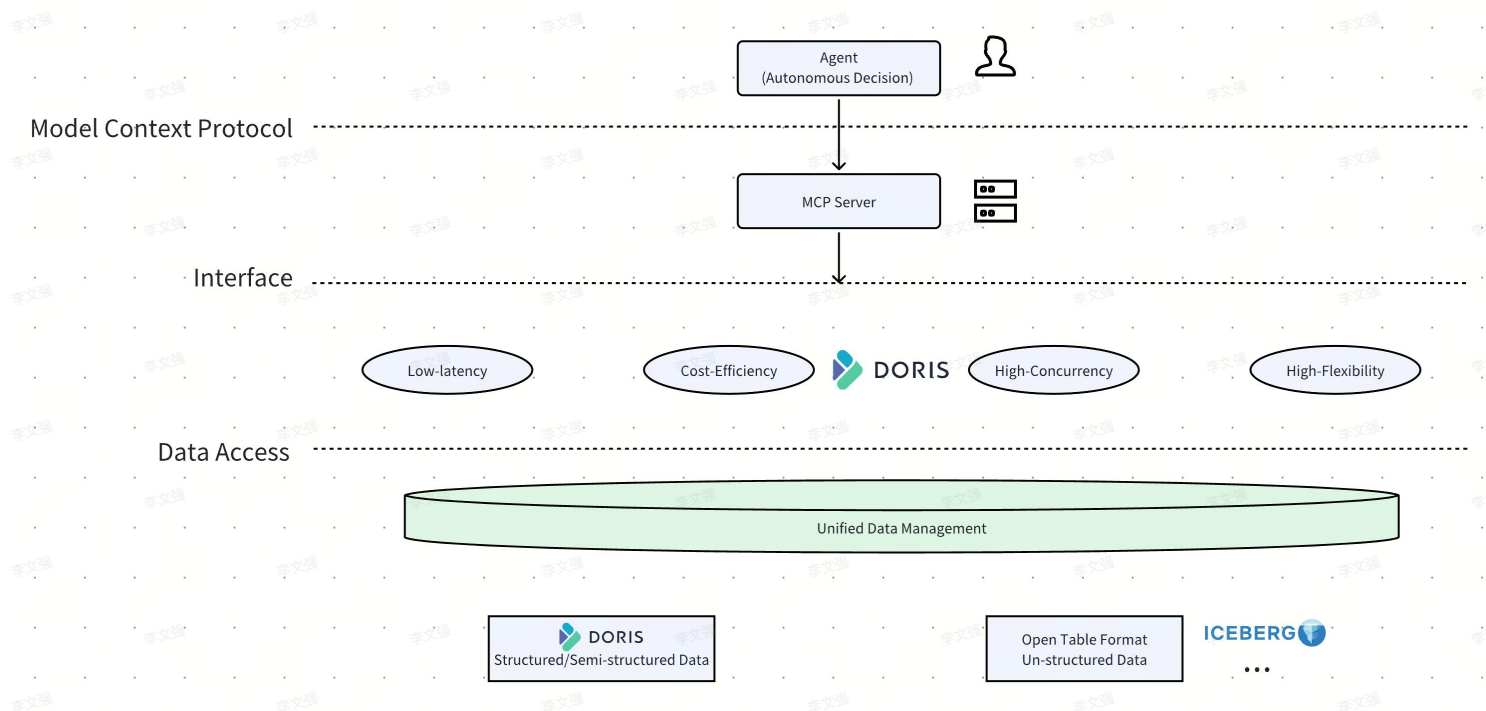 Agent
(Autonomous Decision)
Model Context Protocol
MCP Server
Interface
Low-latency
Cost-Efficiency
DORIS
High-Concurrency
High-Flexibility
Data Access
Unified Data Management
DORIS
Structured/Semi-structured Data
Open Table Format
Un-structured Data
ICEBERG
...
李文强